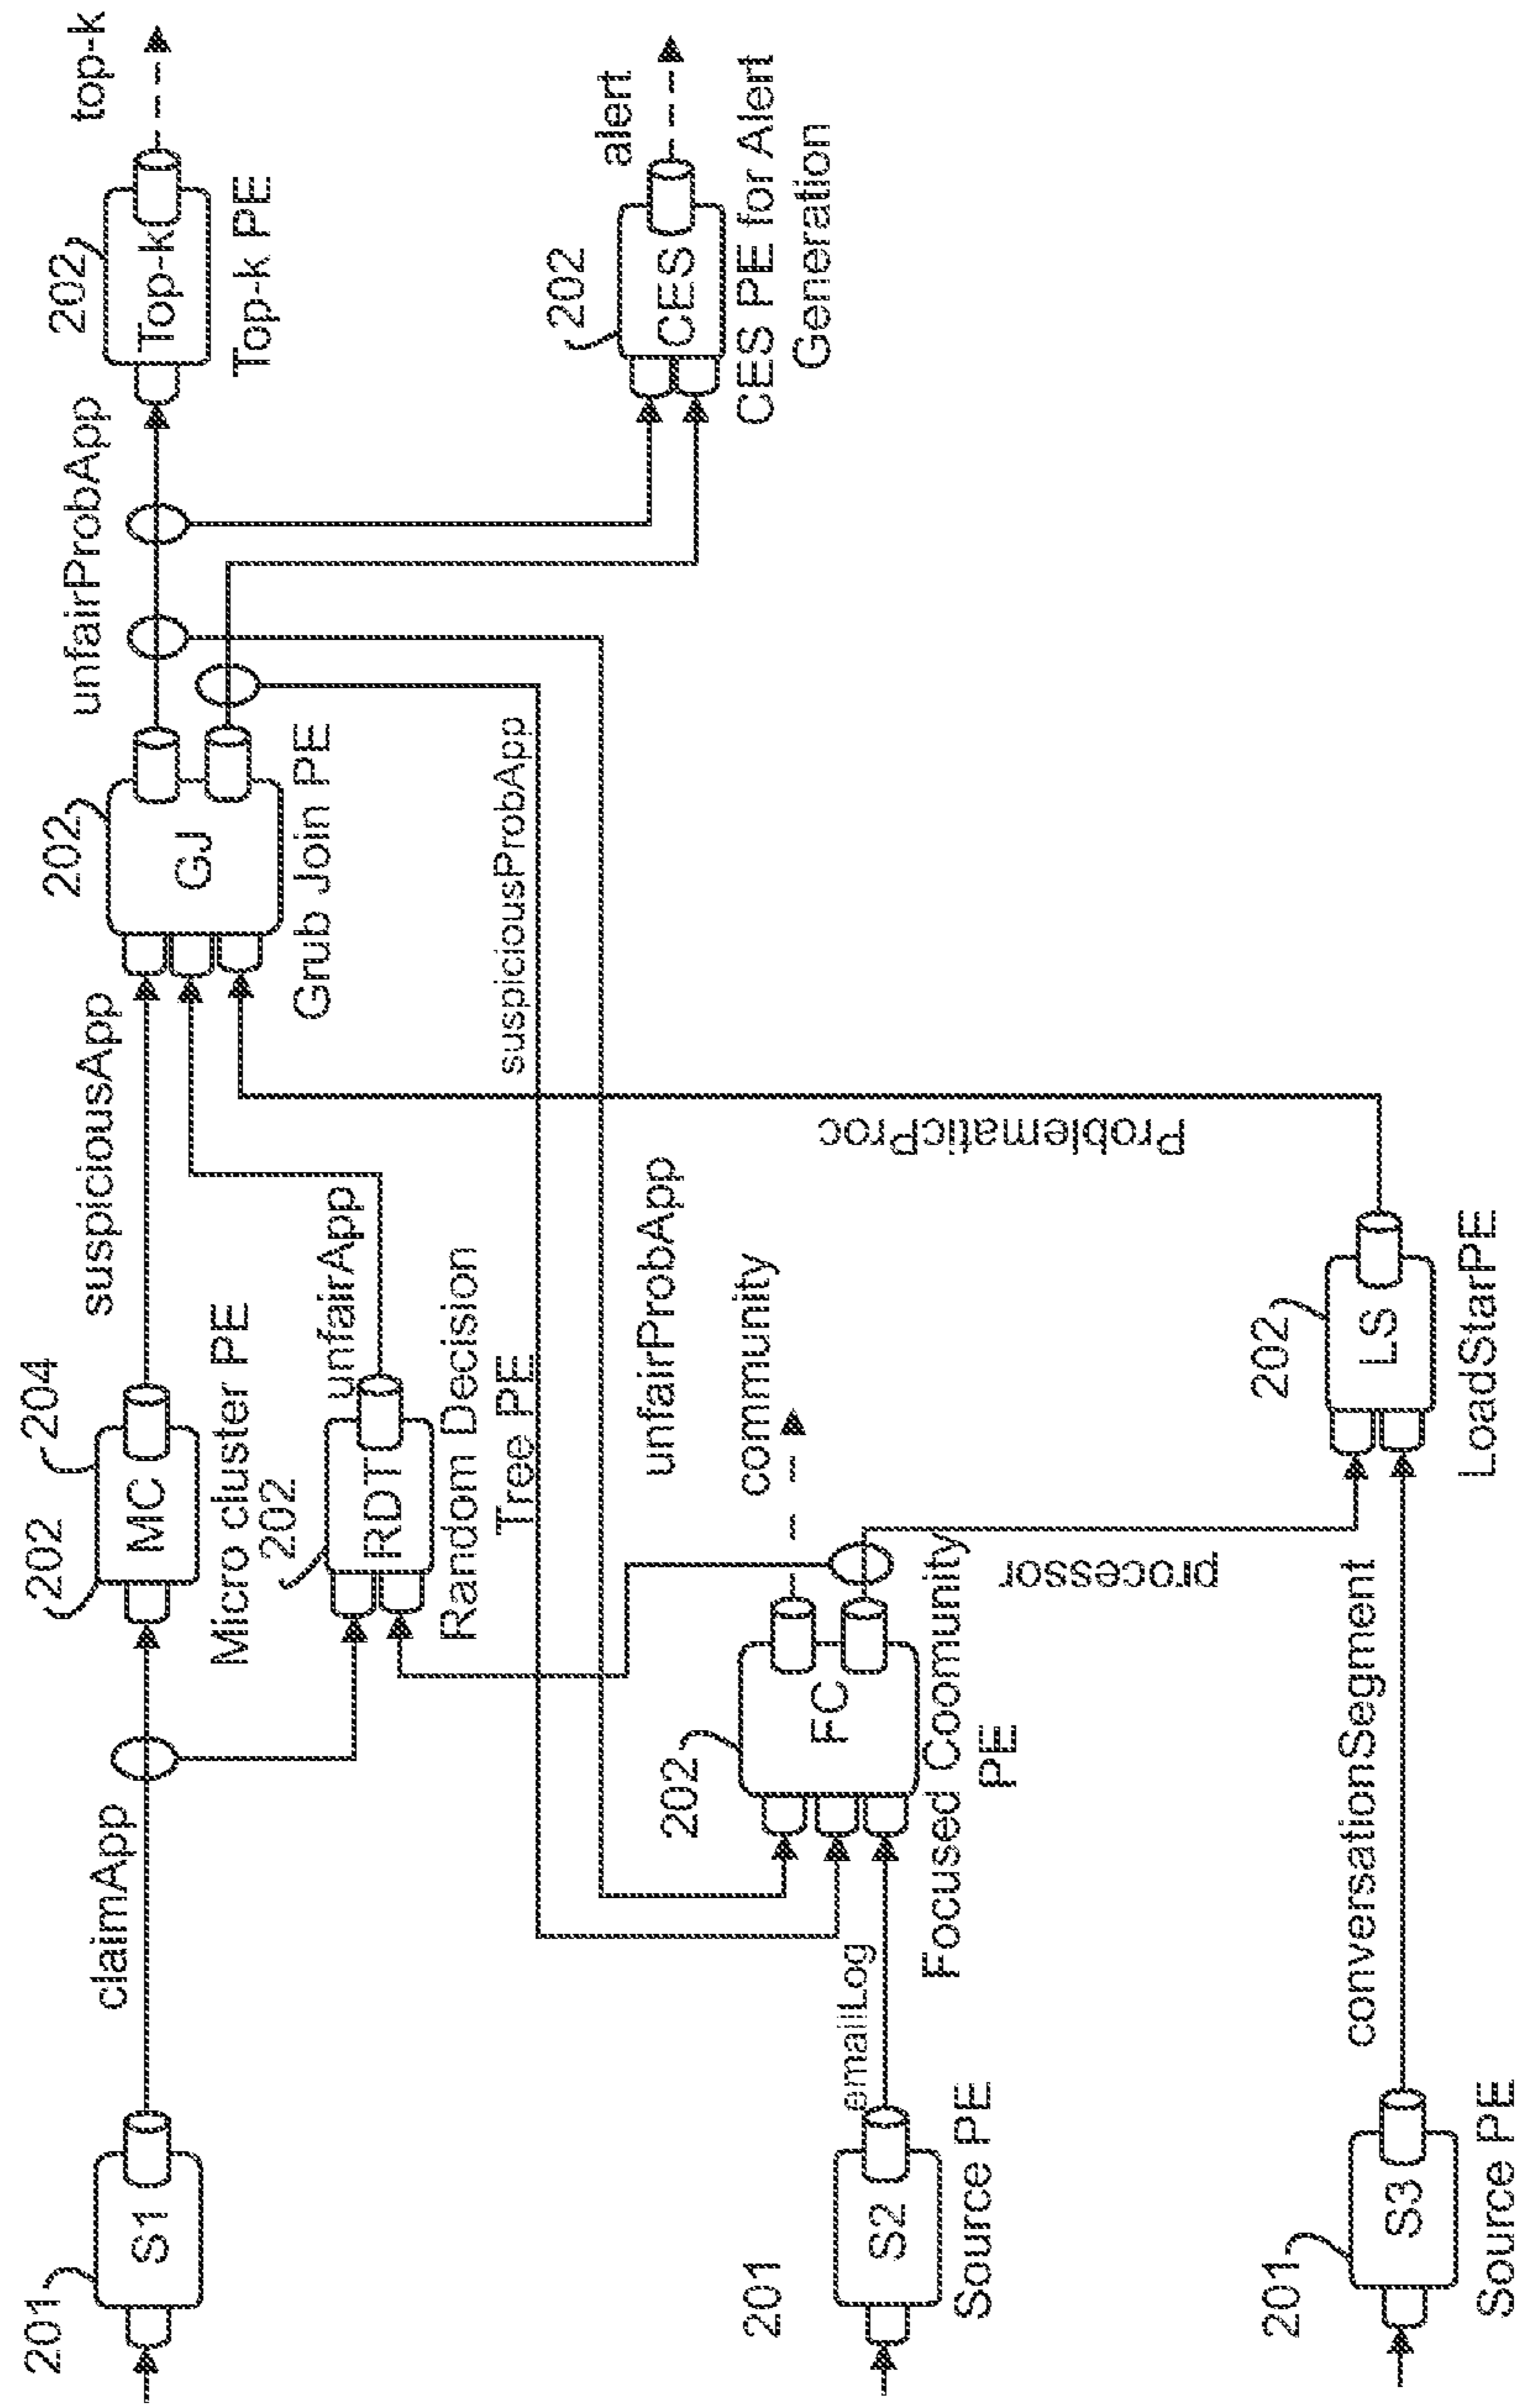 201
S1
claimApp
202
204
MC
Micro cluster PE
suspiciousApp
202
RDT
unfairApp
Random Decision
Tree PE
202
GJ
Grub Join PE
unfairProbApp
202
Top-k
Top-k PE
top-k
suspiciousProbApp
unfairProbApp
202
CES
alert
CES PE for Alert
Generation
201
S2
Source PE
emailLog
202
FC
Focused Coomunity
PE
community
processor
ProblematicProc
201
S3
Source PE
conversationSegment
202
LS
LoadStarPE